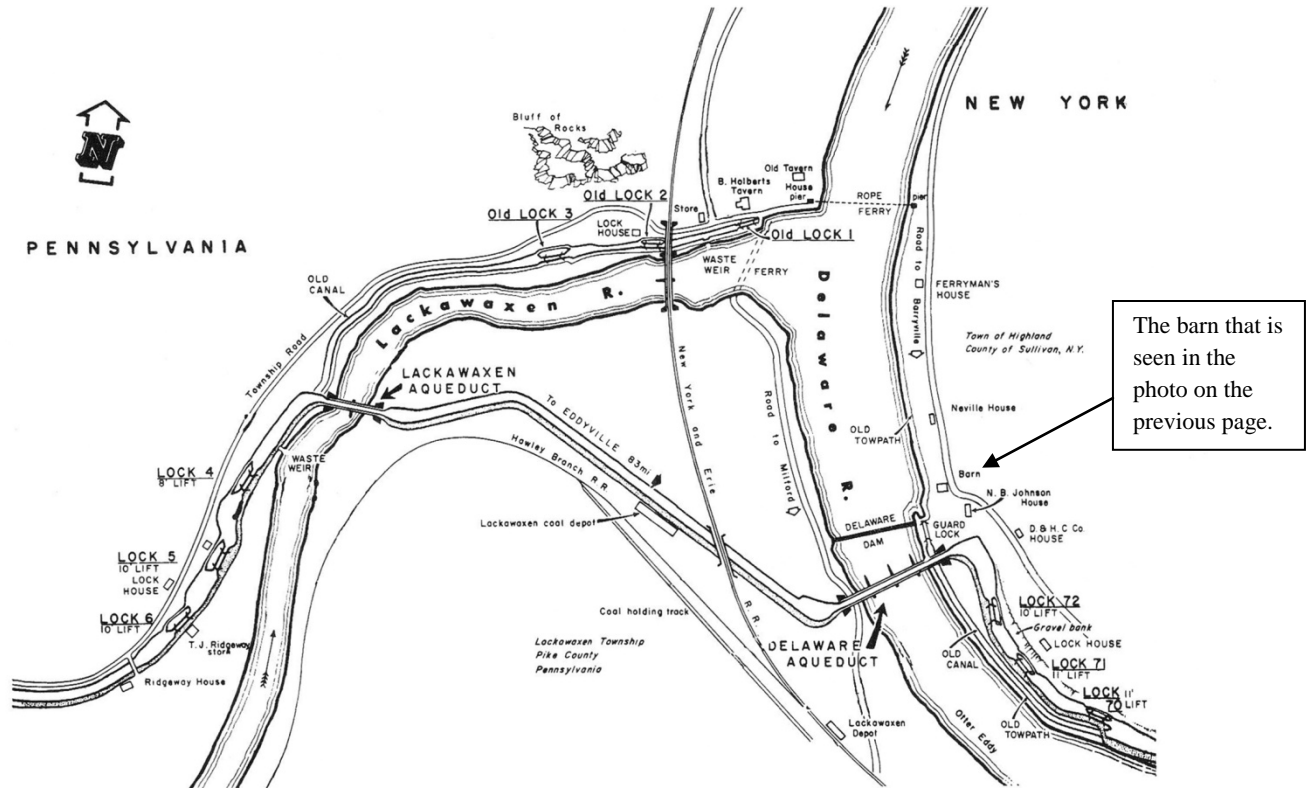 N
NEW YORK
PENNSYLVANIA
Bluff of
Rocks
Old Tavern
House
pier
B. Holberts
Tavern
ROPE
FERRY
pier
Store
Old LOCK 2
Old LOCK 3
LOCK
HOUSE
Old LOCK 1
WASTE
WEIR
FERRY
OLD
CANAL
Lackawaxen R.
Township Road
Delaware R.
Road to Barryville
FERRYMAN'S
HOUSE
Town of Highland
County of Sullivan, N.Y.
The barn that is
seen in the
photo on the
previous page.
LACKAWAXEN
AQUEDUCT
New York and Erie R.R.
Road to Milford
To EDDYVILLE 83mi
Hawley Branch R.R.
Neville House
OLD
TOWPATH
Barn
N. B. Johnson
House
D. & H. C Co.
HOUSE
WASTE
WEIR
LOCK 4
8' LIFT
Lackawaxen coal depot
DELAWARE
DAM
GUARD
LOCK
LOCK 5
10' LIFT
LOCK
HOUSE
LOCK 6
10' LIFT
T. J. Ridgeway
store
Ridgeway House
Coal holding track
Lackawaxen Township
Pike County
Pennsylvania
DELAWARE
AQUEDUCT
LOCK 72
10' LIFT
Gravel bank
LOCK HOUSE
OLD
CANAL
LOCK 71
11' LIFT
LOCK 11'
70 LIFT
OLD
TOWPATH
Otter Eddy
Lackawaxen
Depot